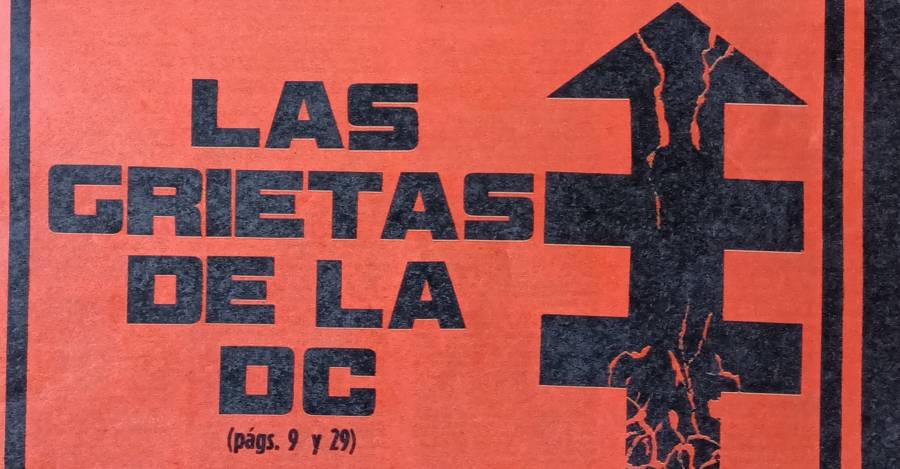 LAS
GRIETAS
DE LA
DC
(págs. 9 y 29)